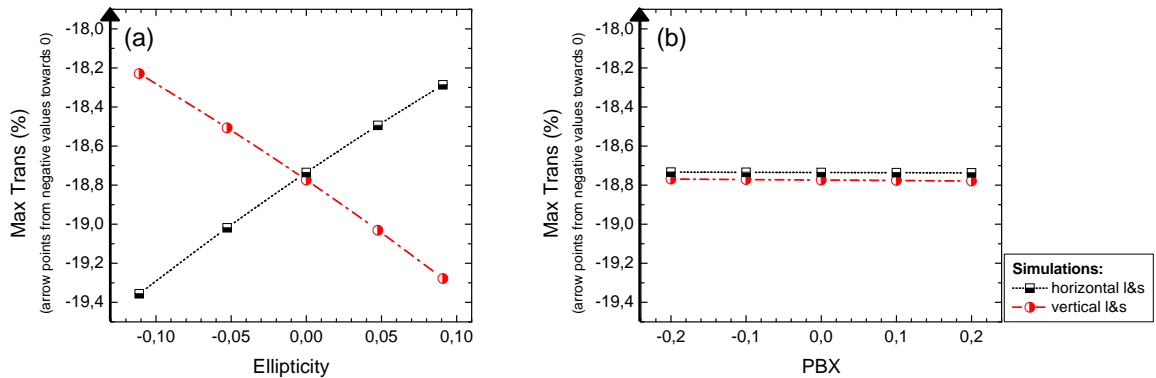 (a)
Max Trans (%)
(arrow points from negative values towards 0)
-18,0
-18,2
-18,4
-18,6
-18,8
-19,0
-19,2
-19,4
-0,10 -0,05 0,00 0,05 0,10
Ellipticity
(b)
Max Trans (%)
(arrow points from negative values towards 0)
-18,0
-18,2
-18,4
-18,6
-18,8
-19,0
-19,2
-19,4
-0,2 -0,1 0,0 0,1 0,2
PBX
Simulations:
horizontal l&s
vertical l&s